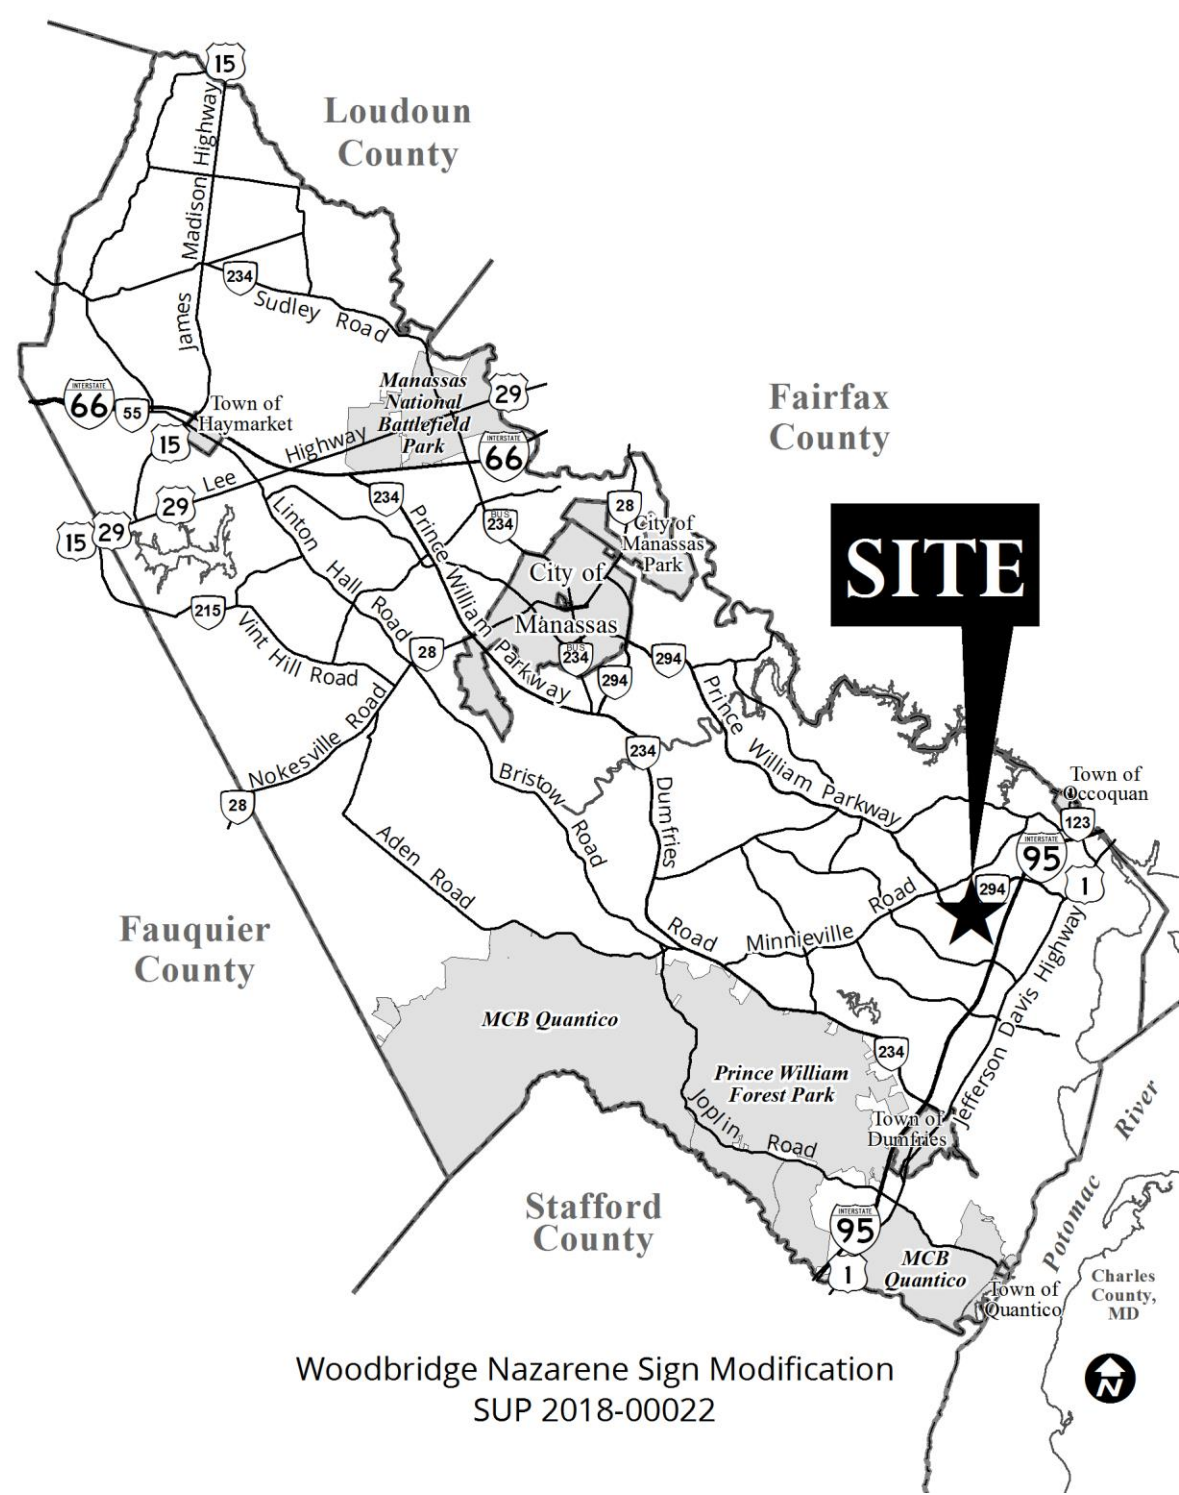 15
Loudoun
County
James Madison Highway
234
Sudley Road
Manassas
National
Battlefield
Park
29
Fairfax
County
INTERSTATE
66
55
Town of
Haymarket
15
Lee Highway
INTERSTATE
66
29
15
29
234
BUS
234
28
City of
Manassas
Park
SITE
Linton Hall Road
Prince William Parkway
City of
Manassas
215
Vint Hill Road
28
BUS
234
294
294
Prince William Parkway
Nokesville Road
28
234
Dumfries Road
Bristow Road
Aden Road
Town of
Occoquan
123
INTERSTATE
95
1
294
Minnieville Road
Jefferson Davis Highway
Fauquier
County
MCB Quantico
Prince William
Forest Park
234
Joplin Road
Town of
Dumfries
Potomac River
Stafford
County
INTERSTATE
95
1
MCB
Quantico
Town of
Quantico
Charles
County,
MD
Woodbridge Nazarene Sign Modification
SUP 2018-00022
N